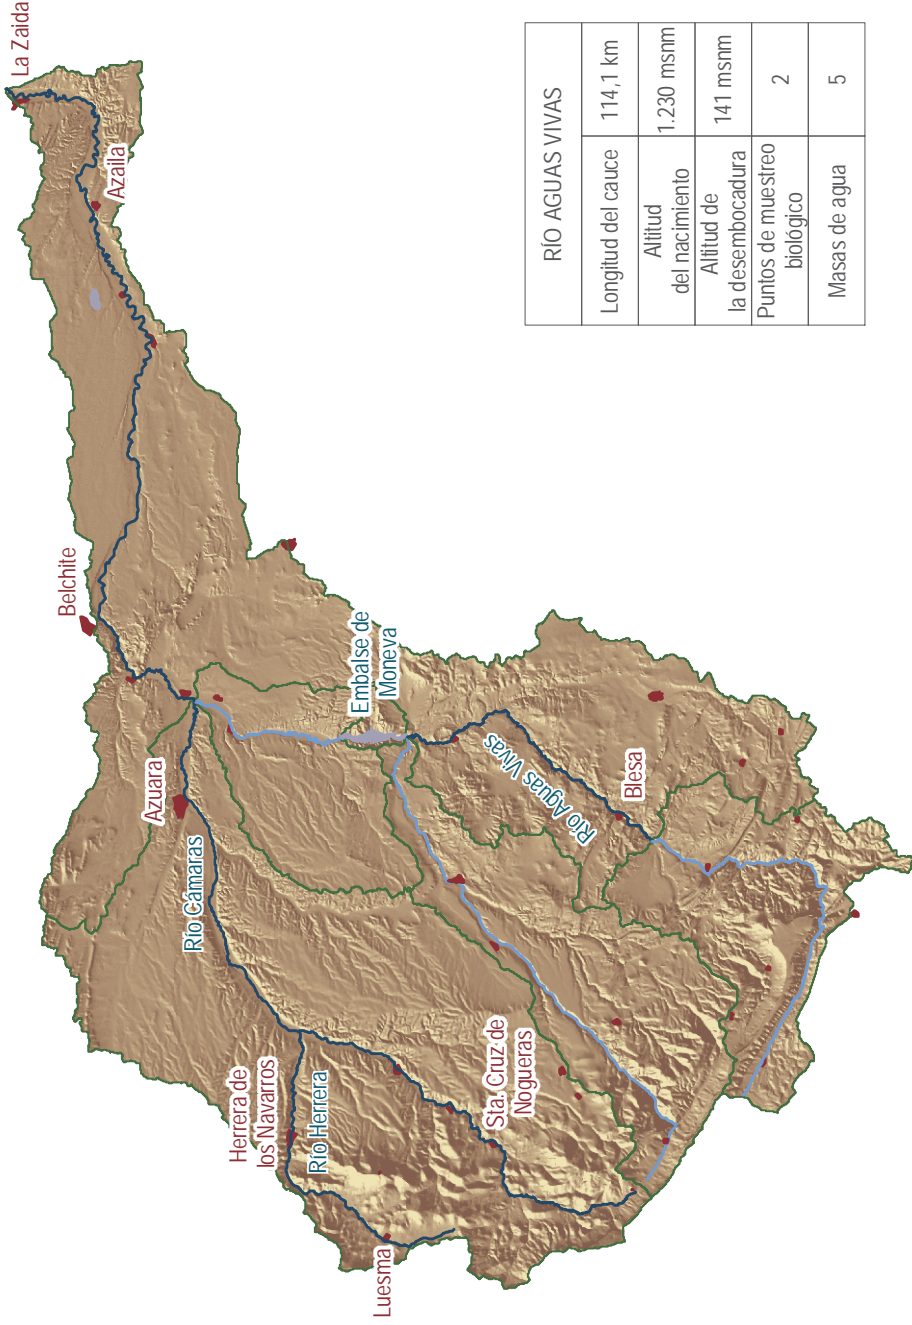 Luesma
Herrera de
los Navarros
Río Herrera
Sta. Cruz de
Nogueras
Río Cámaras
Azuara
Blesa
Río Aguas Vivas
Embalse de
Moneva
Belchite
Azaila
La Zaida
RÍO AGUAS VIVAS
Longitud del cauce 114,1 km
Altitud
del nacimiento 1.230 msnm
Altitud de
la desembocadura 141 msnm
Puntos de muestreo
biológico 2
Masas de agua 5